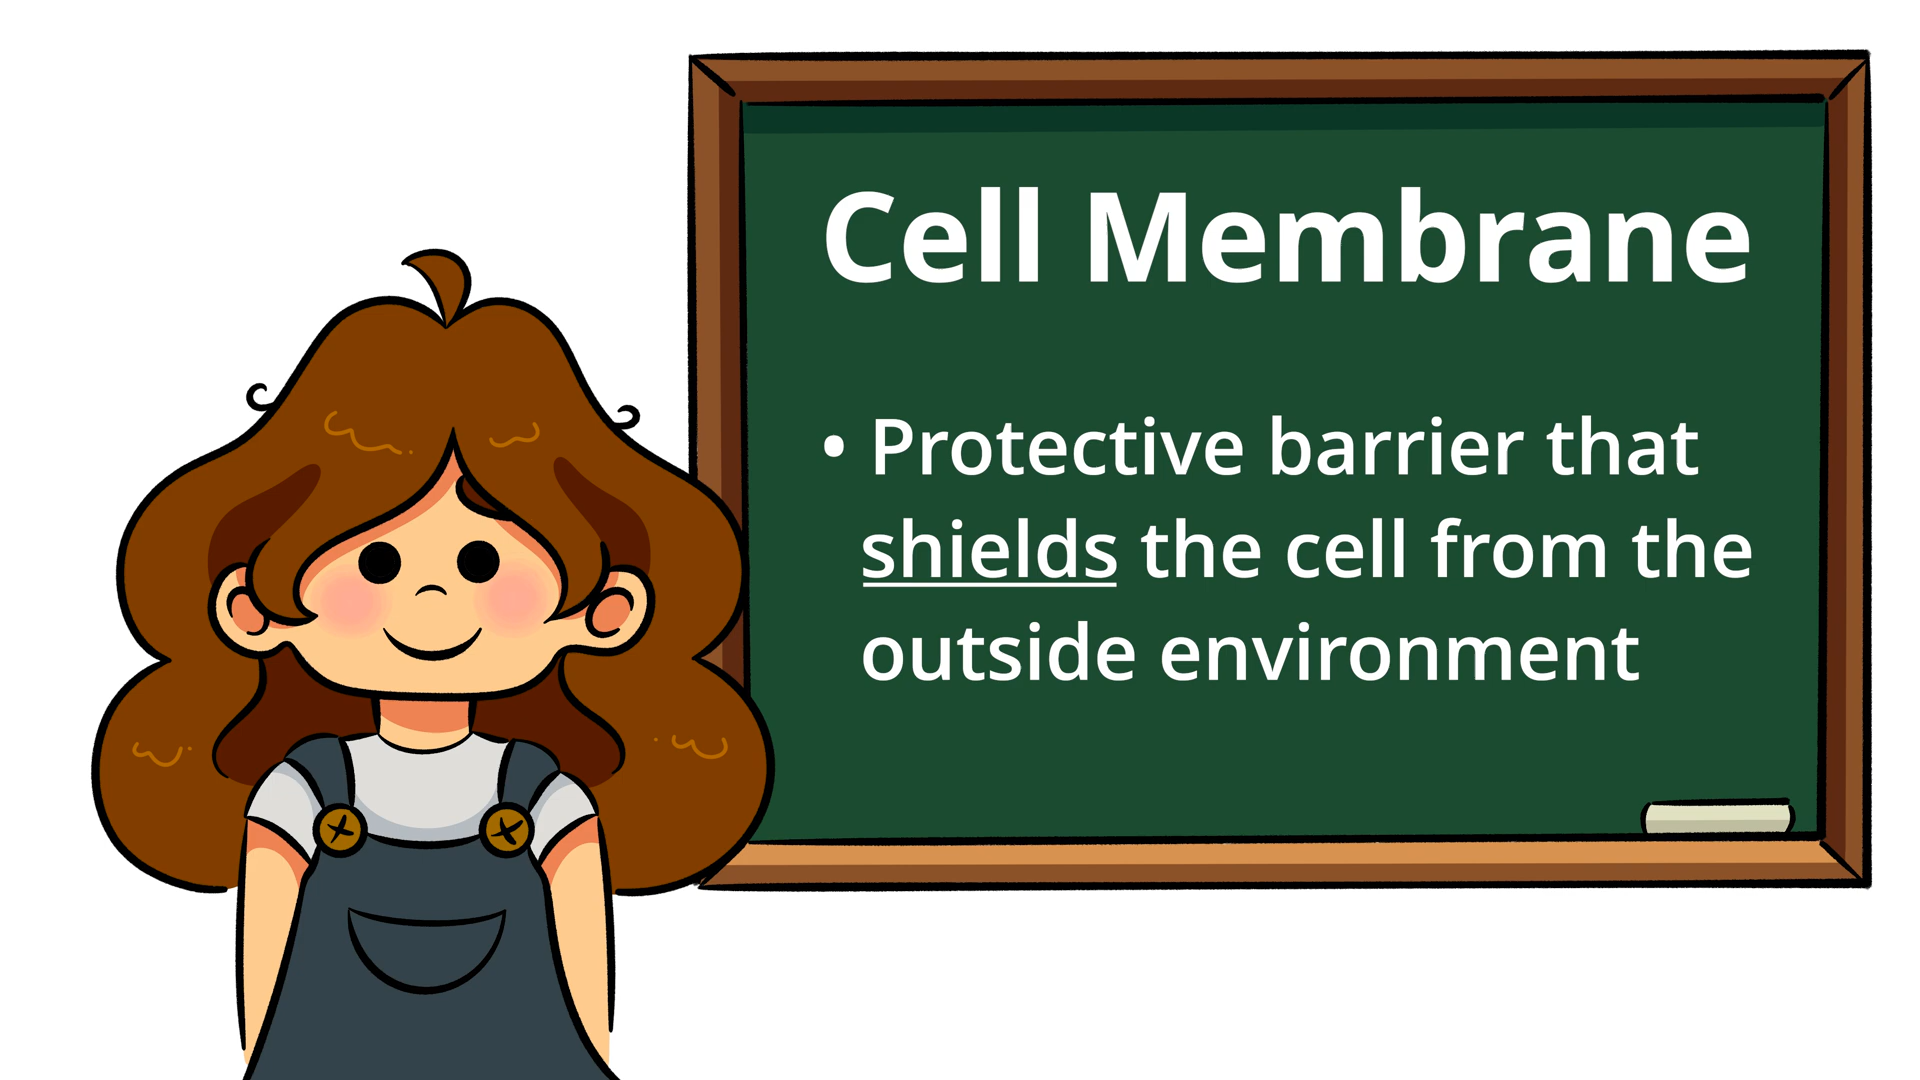 Cell Membrane
• Protective barrier that
shields the cell from the
outside environment